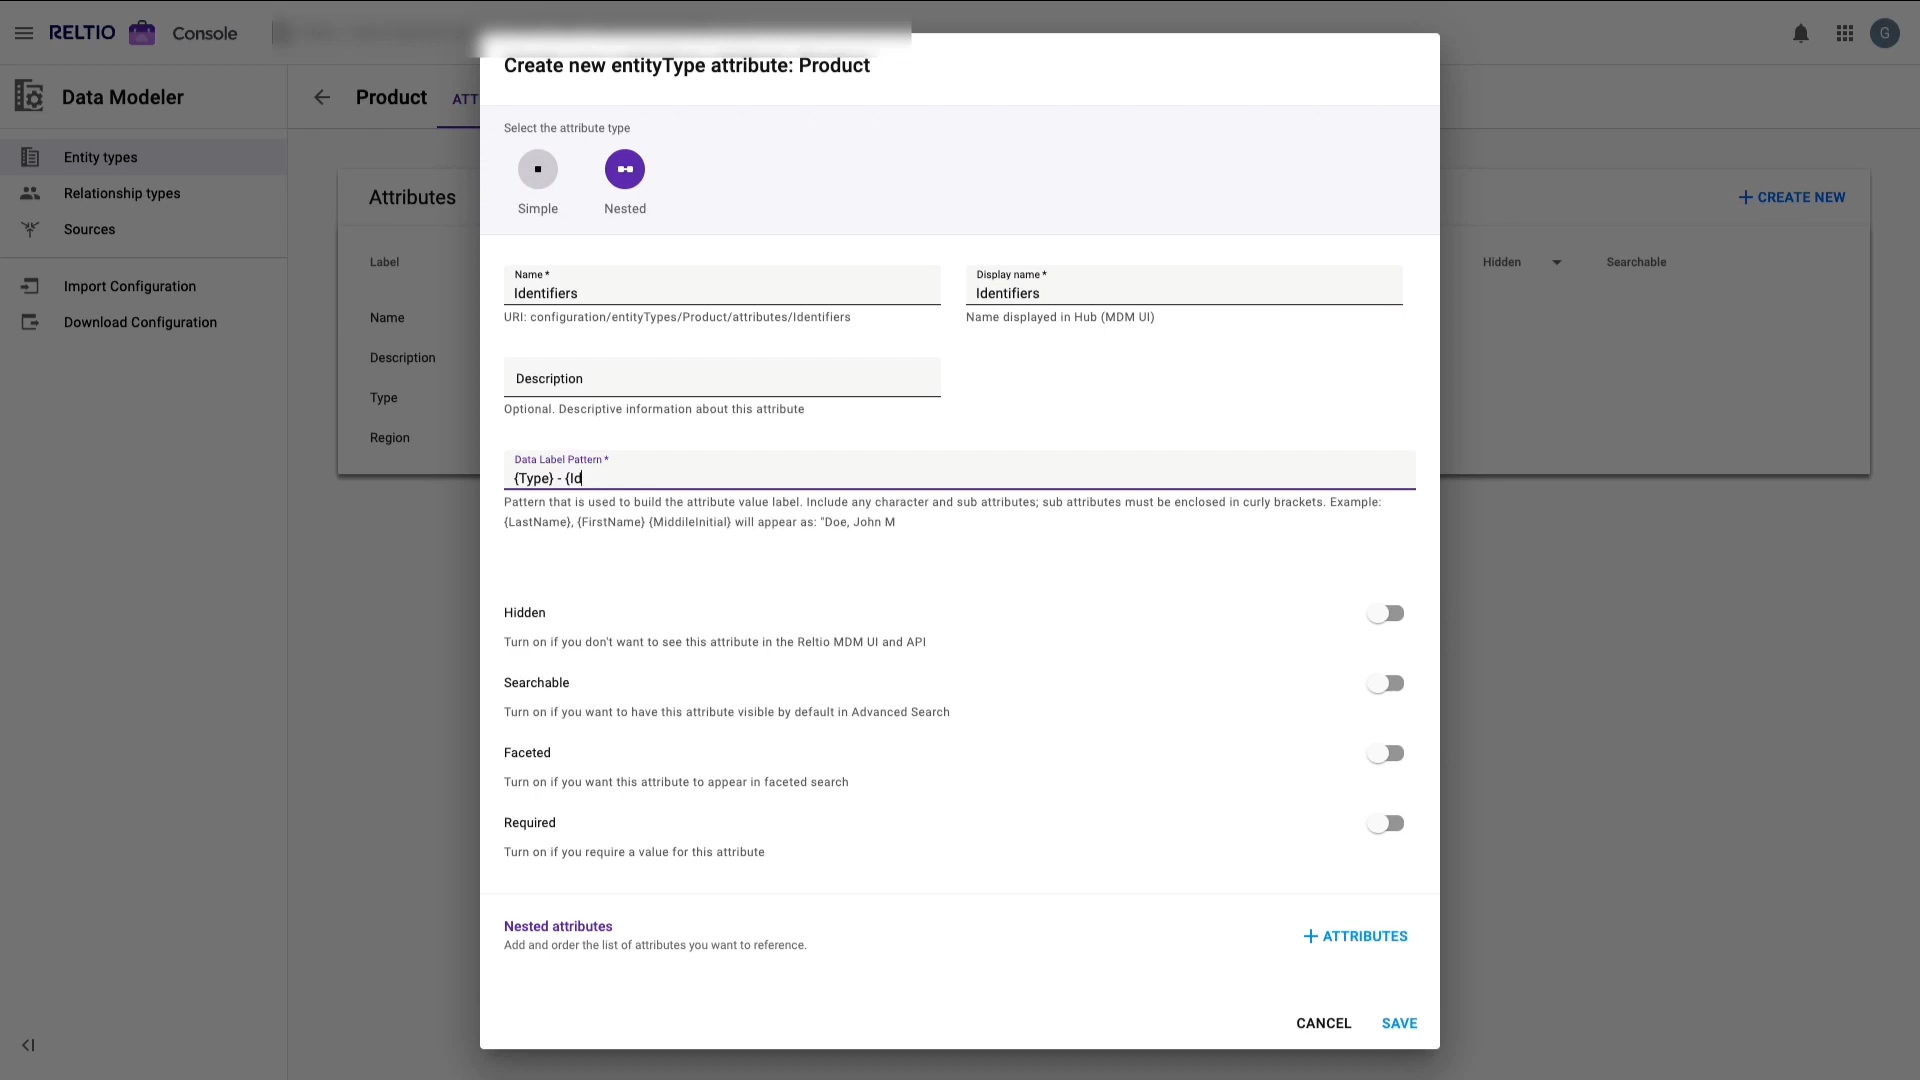 RELTIO Console
G
Data Modeler
Product
ATT
Entity types
Relationship types
Sources
Import Configuration
Download Configuration
Attributes
CREATE NEW
Label
Hidden
Searchable
Name
Description
Type
Region
Create new entityType attribute: Product
Select the attribute type
Simple
Nested
Name *
Identifiers
URI: configuration/entityTypes/Product/attributes/Identifiers
Display name *
Identifiers
Name displayed in Hub (MDM UI)
Description
Optional. Descriptive information about this attribute
Data Label Pattern *
{Type} - {Id
Pattern that is used to build the attribute value label. Include any character and sub attributes; sub attributes must be enclosed in curly brackets. Example:
{LastName}, {FirstName} {MiddileInitial} will appear as: "Doe, John M
Hidden
Turn on if you don't want to see this attribute in the Reltio MDM UI and API
Searchable
Turn on if you want to have this attribute visible by default in Advanced Search
Faceted
Turn on if you want this attribute to appear in faceted search
Required
Turn on if you require a value for this attribute
Nested attributes
Add and order the list of attributes you want to reference.
ATTRIBUTES
CANCEL
SAVE